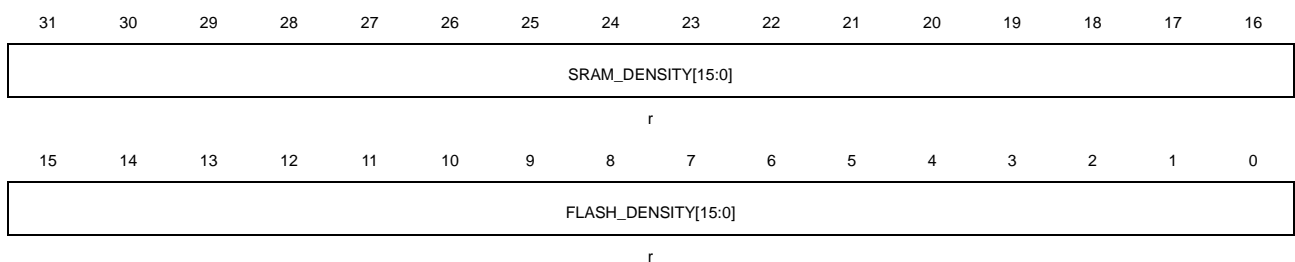 31 30 29 28 27 26 25 24 23 22 21 20 19 18 17 16
SRAM_DENSITY[15:0]
r
15 14 13 12 11 10 9 8 7 6 5 4 3 2 1 0
FLASH_DENSITY[15:0]
r